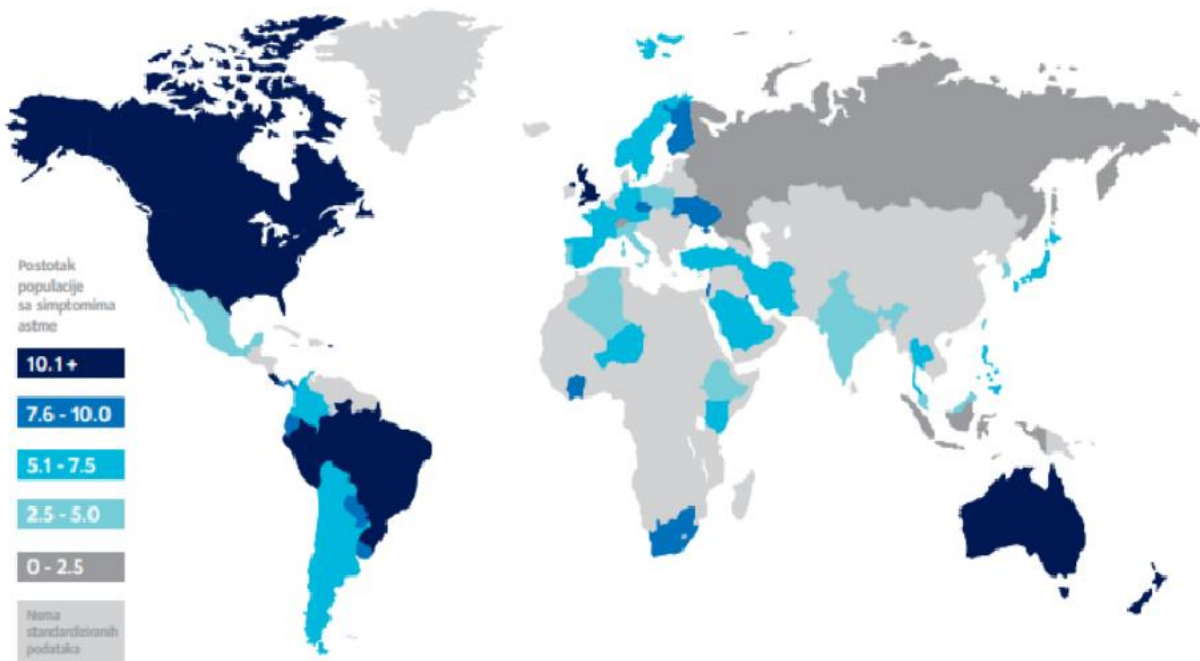 Postotak
populacije
sa simptomima
astme
10.1+
7.6 - 10.0
5.1 - 7.5
2.5 - 5.0
0 - 2.5
Nema
standardiziranih
podataka